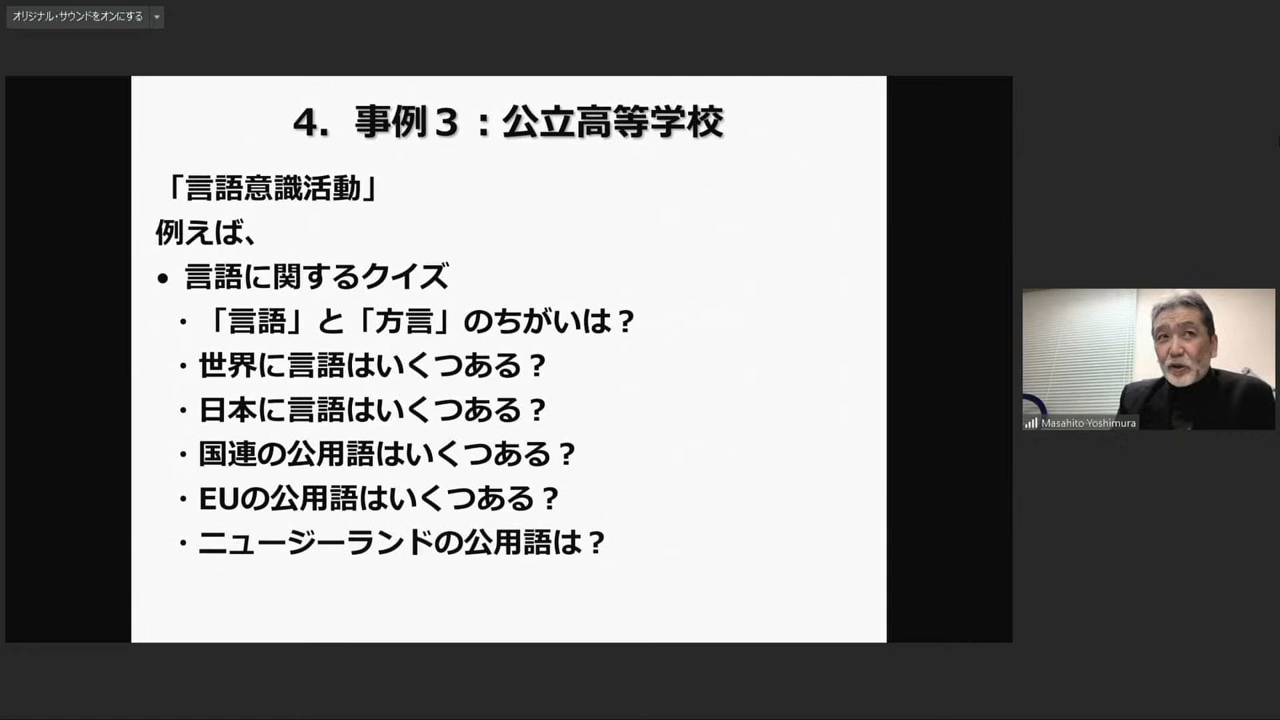 オリジナル・サウンドをオンにする
4. 事例３：公立高等学校
「言語意識活動」
例えば、
• 言語に関するクイズ
・「言語」と「方言」のちがいは？
・世界に言語はいくつある？
・日本に言語はいくつある？
・国連の公用語はいくつある？
・EUの公用語はいくつある？
・ニュージーランドの公用語は？
Masahito Yoshimura